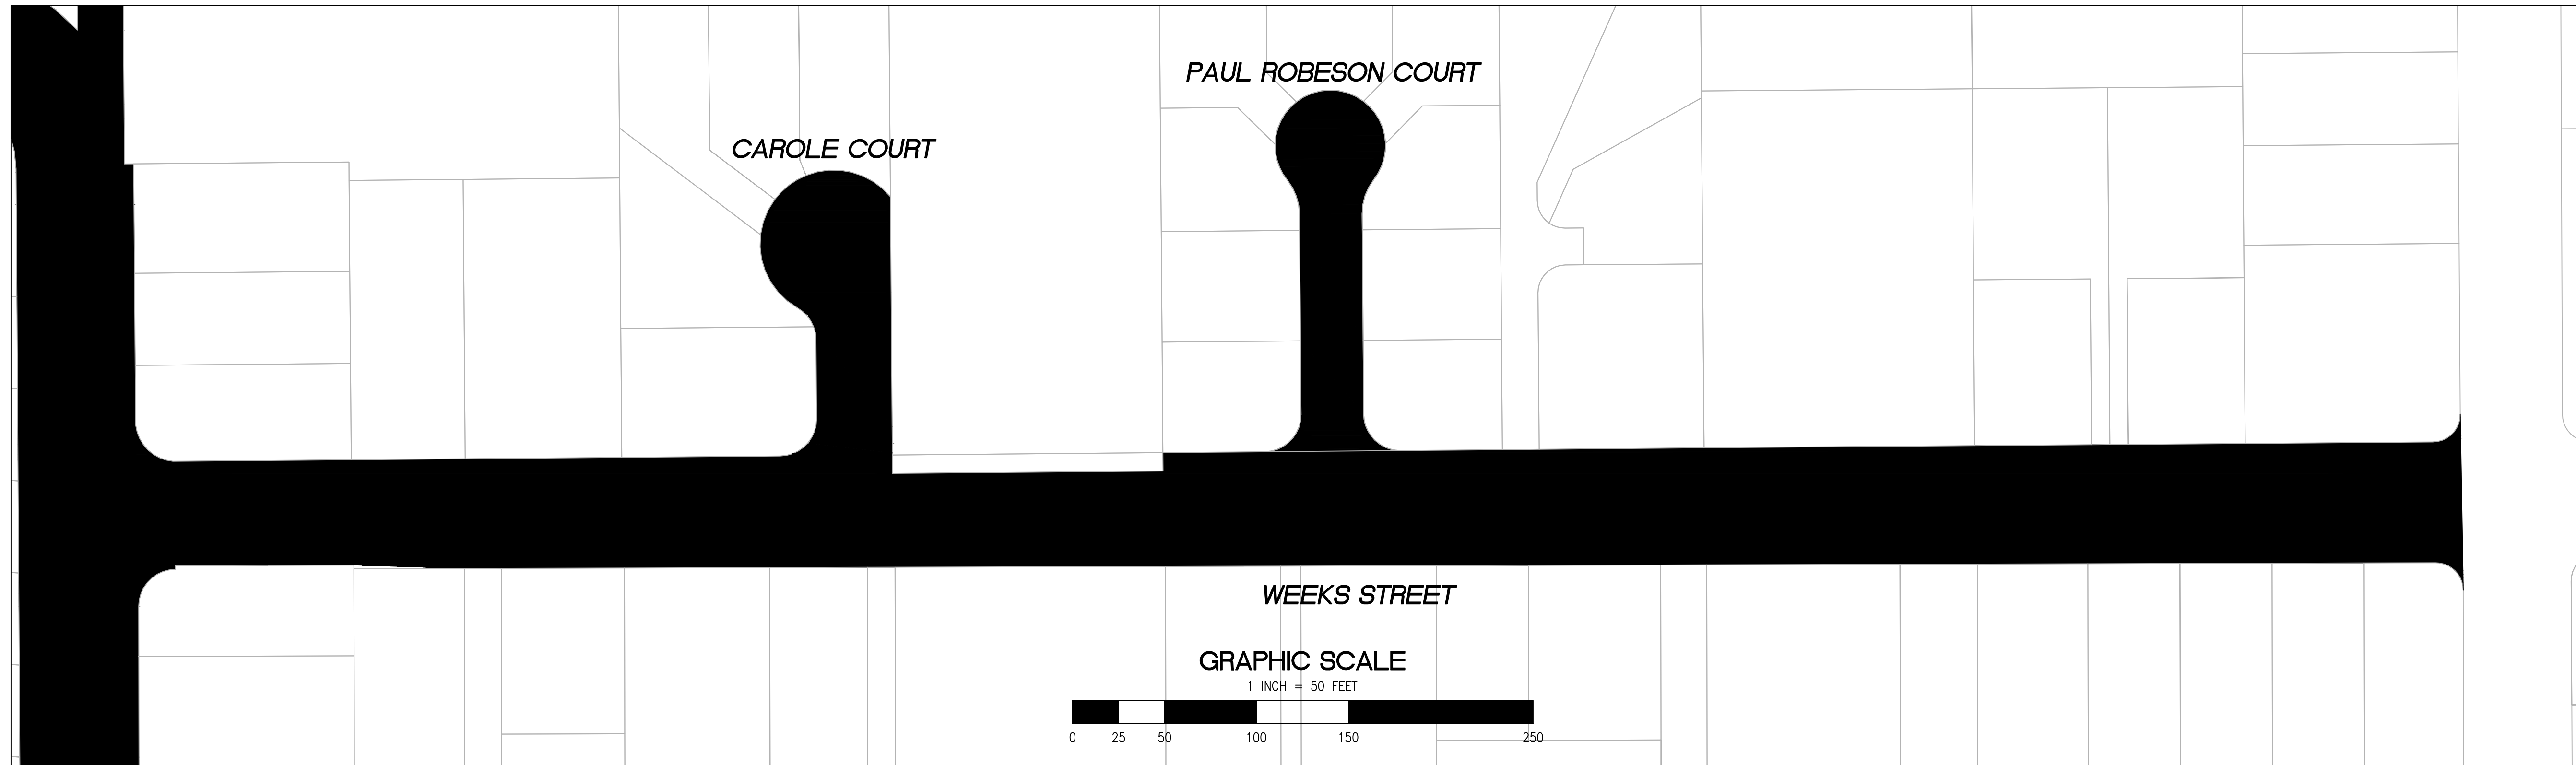 PAUL ROBESON COURT
CAROLE COURT
WEEKS STREET
GRAPHIC SCALE
1 INCH = 50 FEET
0 25 50 100 150 250